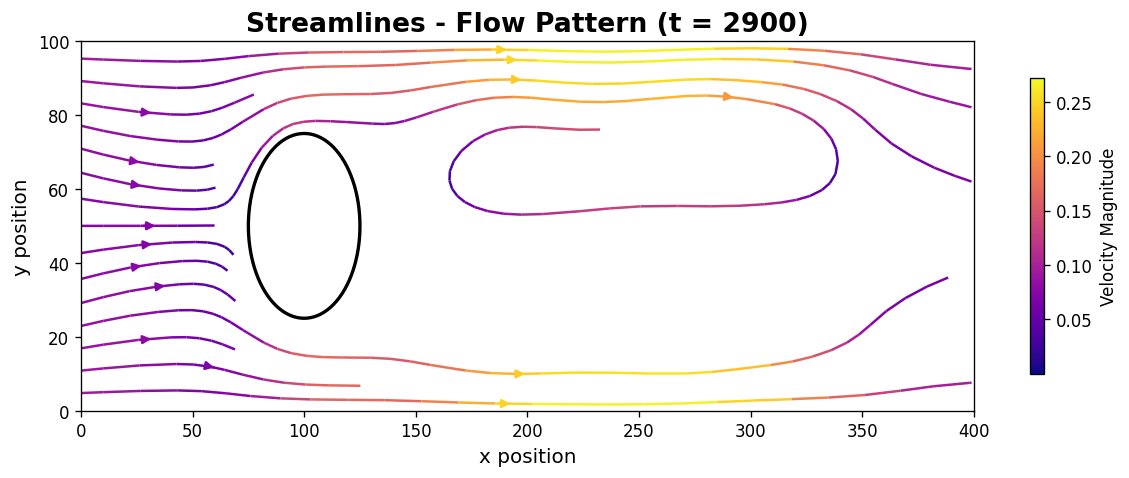 Streamlines - Flow Pattern (t = 2900)
100
80
60
40
20
0
y position
0 50 100 150 200 250 300 350 400
x position
0.25
0.20
0.15
0.10
0.05
Velocity Magnitude